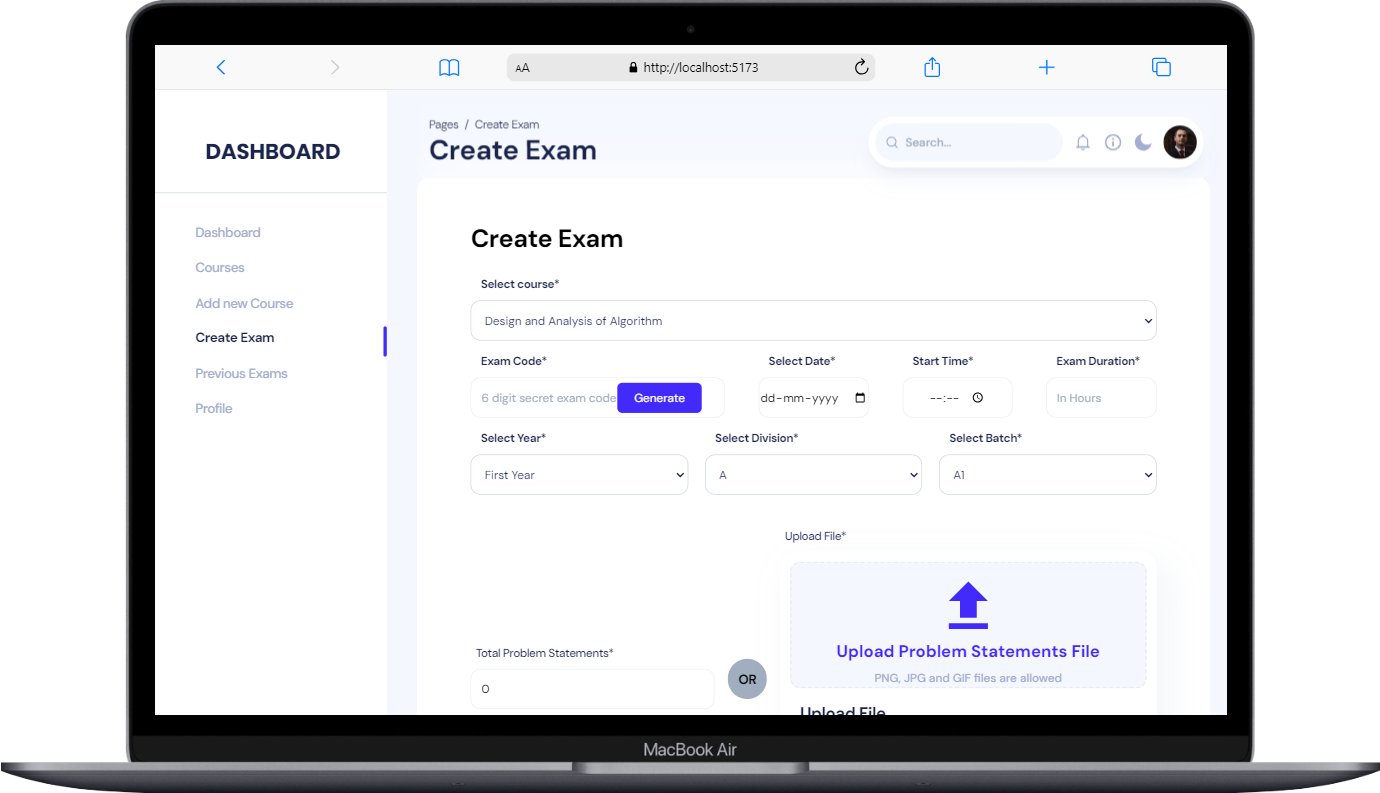 AA http://localhost:5173
DASHBOARD
Dashboard
Courses
Add new Course
Create Exam
Previous Exams
Profile
Pages / Create Exam
Create Exam
Search...
Create Exam
Select course*
Design and Analysis of Algorithm
Exam Code* Select Date* Start Time* Exam Duration*
6 digit secret exam code Generate dd-mm-yyyy --:-- In Hours
Select Year* Select Division* Select Batch*
First Year A A1
Upload File*
Upload Problem Statements File
PNG, JPG and GIF files are allowed
Total Problem Statements*
0
OR
Upload File
MacBook Air